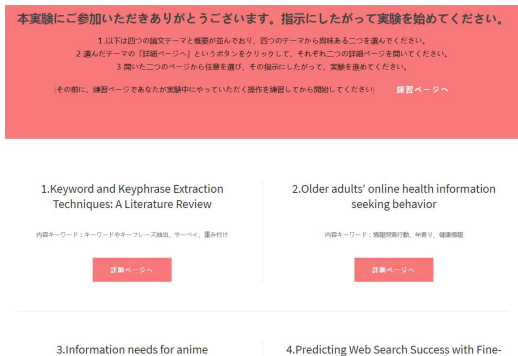 本実験にご参加いただきありがとうございます。指示にしたがって実験を始めてください。
1.以下は四つの論文テーマと概要が並んでおり、四つのテーマから興味ある二つを選んでください。
2.選んだテーマの『詳細ページへ』というボタンをクリックして、それぞれ二つの詳細ページを開いてください。
3.開いた二つのページから任意を選び、その指示にしたがって、実験を進めてください。
|その前に、練習ページであなたが実験中にやっていただく操作を練習してから開始してください|
練習ページへ
1.Keyword and Keyphrase Extraction
Techniques: A Literature Review
内容キーワード：キーワードやキーフレーズ抽出、サーベイ、重み付け
詳細ページへ
2.Older adults' online health information
seeking behavior
内容キーワード：情報探索行動、年寄り、健康情報
詳細ページへ
3.Information needs for anime
4.Predicting Web Search Success with Fine-